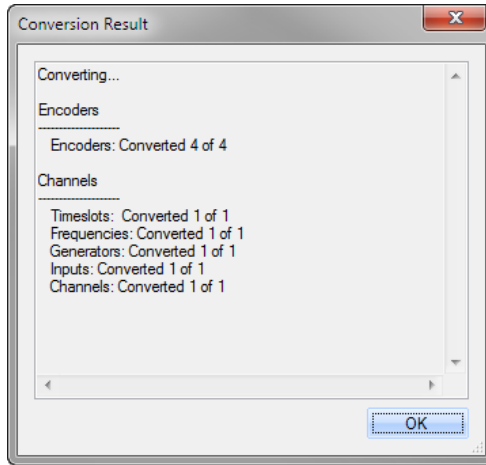 Conversion Result
Converting...
Encoders
--------------------
Encoders: Converted 4 of 4
Channels
--------------------
Timeslots:  Converted 1 of 1
Frequencies: Converted 1 of 1
Generators: Converted 1 of 1
Inputs: Converted 1 of 1
Channels: Converted 1 of 1
OK